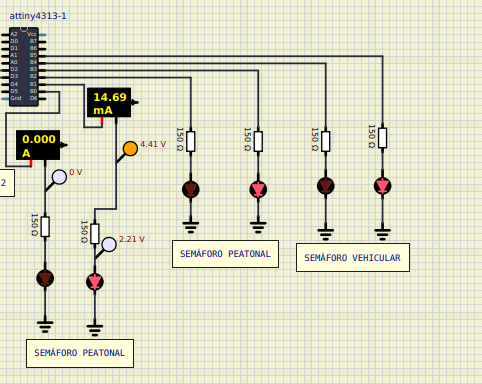 attiny4313-1
A2 Vcc
D0 B7
D1 B6
A1 B5
A0 B4
D2 B3
D3 B2
D4 B1
D5 B0
Gnd D6
14.69
mA
0.000
A
4.41 V
0 V
2.21 V
2
150 Ω
150 Ω
150 Ω
150 Ω
150 Ω
150 Ω
SEMÁFORO PEATONAL
SEMÁFORO VEHICULAR
SEMÁFORO PEATONAL